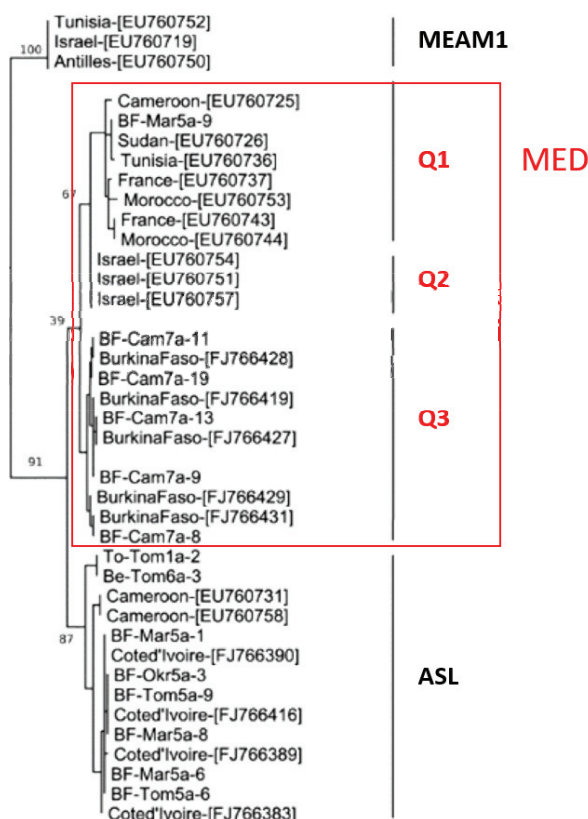 Tunisia-[EU760752]
Israel-[EU760719]
100
Antilles-[EU760750]
MEAM1
Cameroon-[EU760725]
BF-Mar5a-9
Sudan-[EU760726]
Tunisia-[EU760736]
Q1
MED
France-[EU760737]
67
Morocco-[EU760753]
France-[EU760743]
Morocco-[EU760744]
Israel-[EU760754]
Israel-[EU760751]
Q2
Israel-[EU760757]
39
BF-Cam7a-11
BurkinaFaso-[FJ766428]
BF-Cam7a-19
BurkinaFaso-[FJ766419]
BF-Cam7a-13
Q3
BurkinaFaso-[FJ766427]
91
BF-Cam7a-9
BurkinaFaso-[FJ766429]
BurkinaFaso-[FJ766431]
BF-Cam7a-8
To-Tom1a-2
Be-Tom6a-3
Cameroon-[EU760731]
Cameroon-[EU760758]
87
BF-Mar5a-1
Coted'Ivoire-[FJ766390]
BF-Okr5a-3
ASL
BF-Tom5a-9
Coted'Ivoire-[FJ766416]
BF-Mar5a-8
Coted'Ivoire-[FJ766389]
BF-Mar5a-6
BF-Tom5a-6
Coted'Ivoire-[FJ766383]